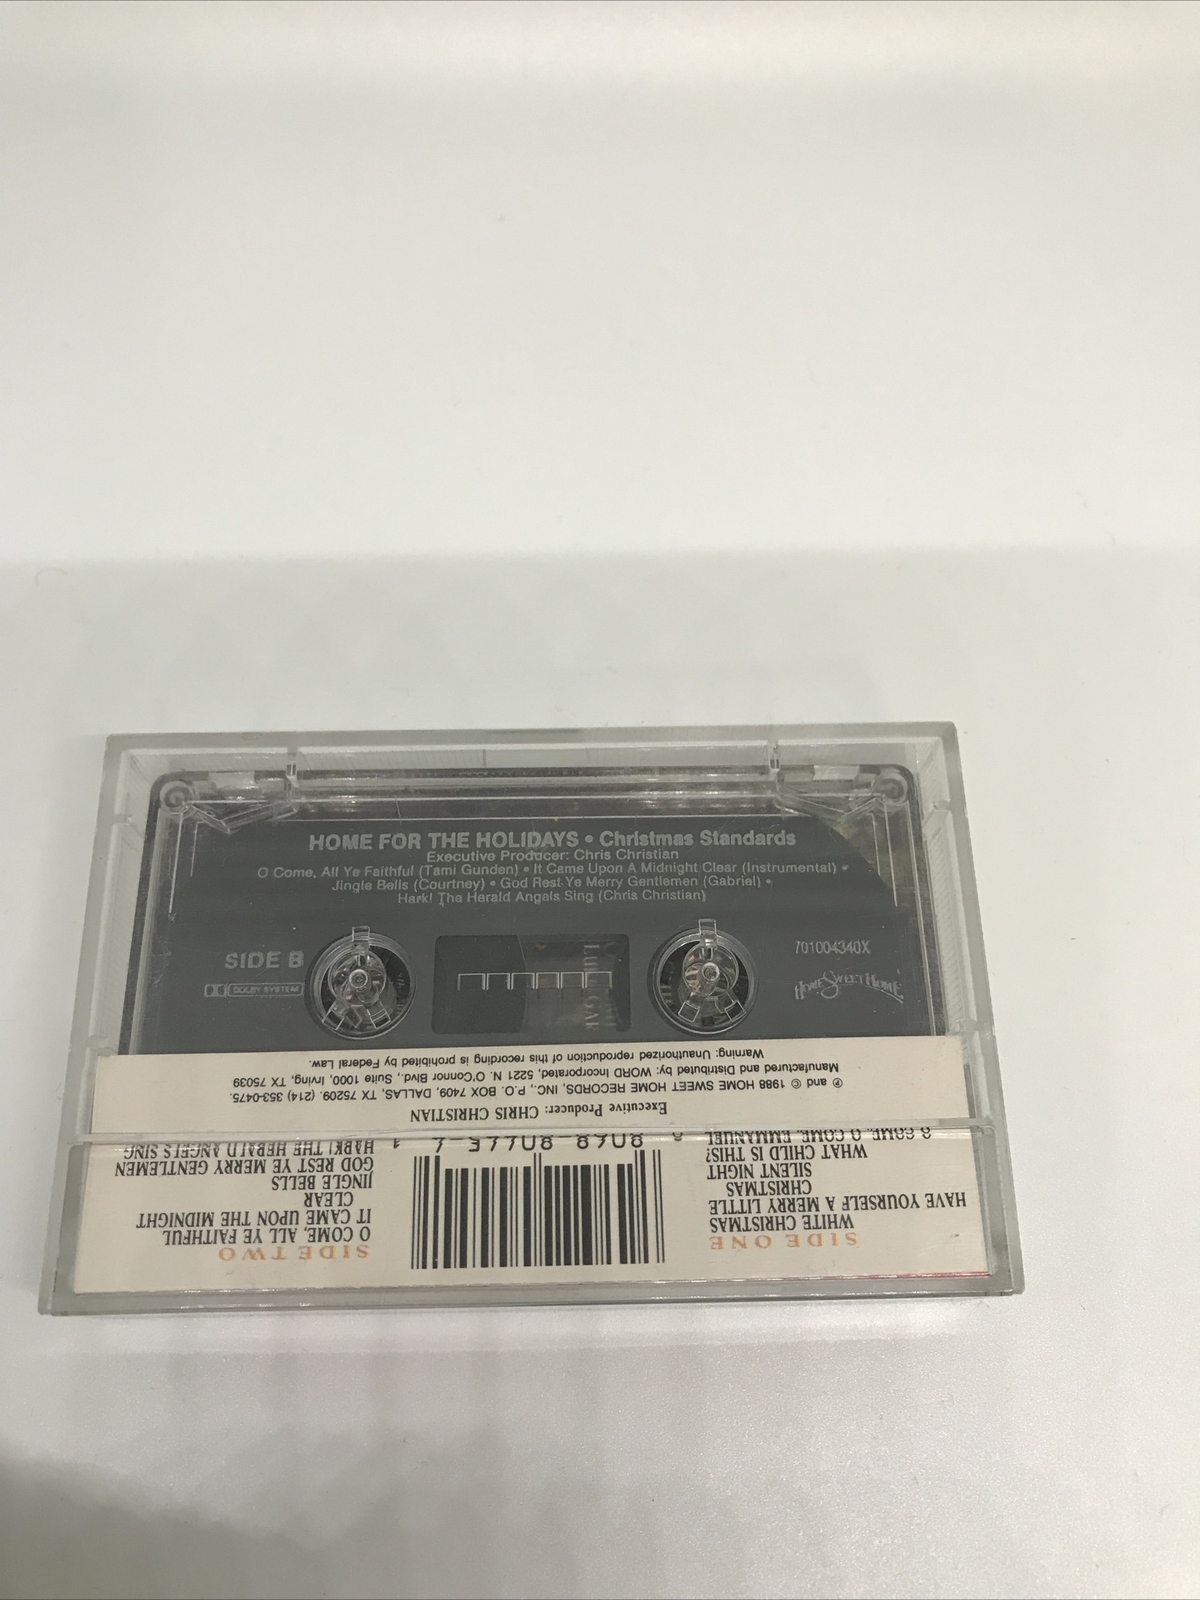 HOME FOR THE HOLIDAYS • Christmas Standards
Executive Producer: Chris Christian
O Come, All Ye Faithful (Tami Gunden) • It Came Upon A Midnight Clear (Instrumental) •
Jingle Bells (Courtney) • God Rest Ye Merry Gentlemen (Gabriel) •
Hark! The Herald Angels Sing (Chris Christian)
SIDE B
DOLBY SYSTEM
701004340X
HOME SWEET HOME
SIDE ONE
WHITE CHRISTMAS
HAVE YOURSELF A MERRY LITTLE
CHRISTMAS
SILENT NIGHT
WHAT CHILD IS THIS?
O COME, O COME, EMMANUEL
SIDE TWO
O COME, ALL YE FAITHFUL
IT CAME UPON THE MIDNIGHT
CLEAR
JINGLE BELLS
GOD REST YE MERRY GENTLEMEN
HARK! THE HERALD ANGELS SING
Executive Producer: CHRIS CHRISTIAN
℗ and © 1988 HOME SWEET HOME RECORDS, INC., P.O. BOX 7409, DALLAS, TX 75209. (214) 353-0475.
Manufactured and Distributed by: WORD, Incorporated, 5221 N. O'Connor Blvd., Suite 1000, Irving, TX 75039
Warning: Unauthorized reproduction of this recording is prohibited by Federal Law.